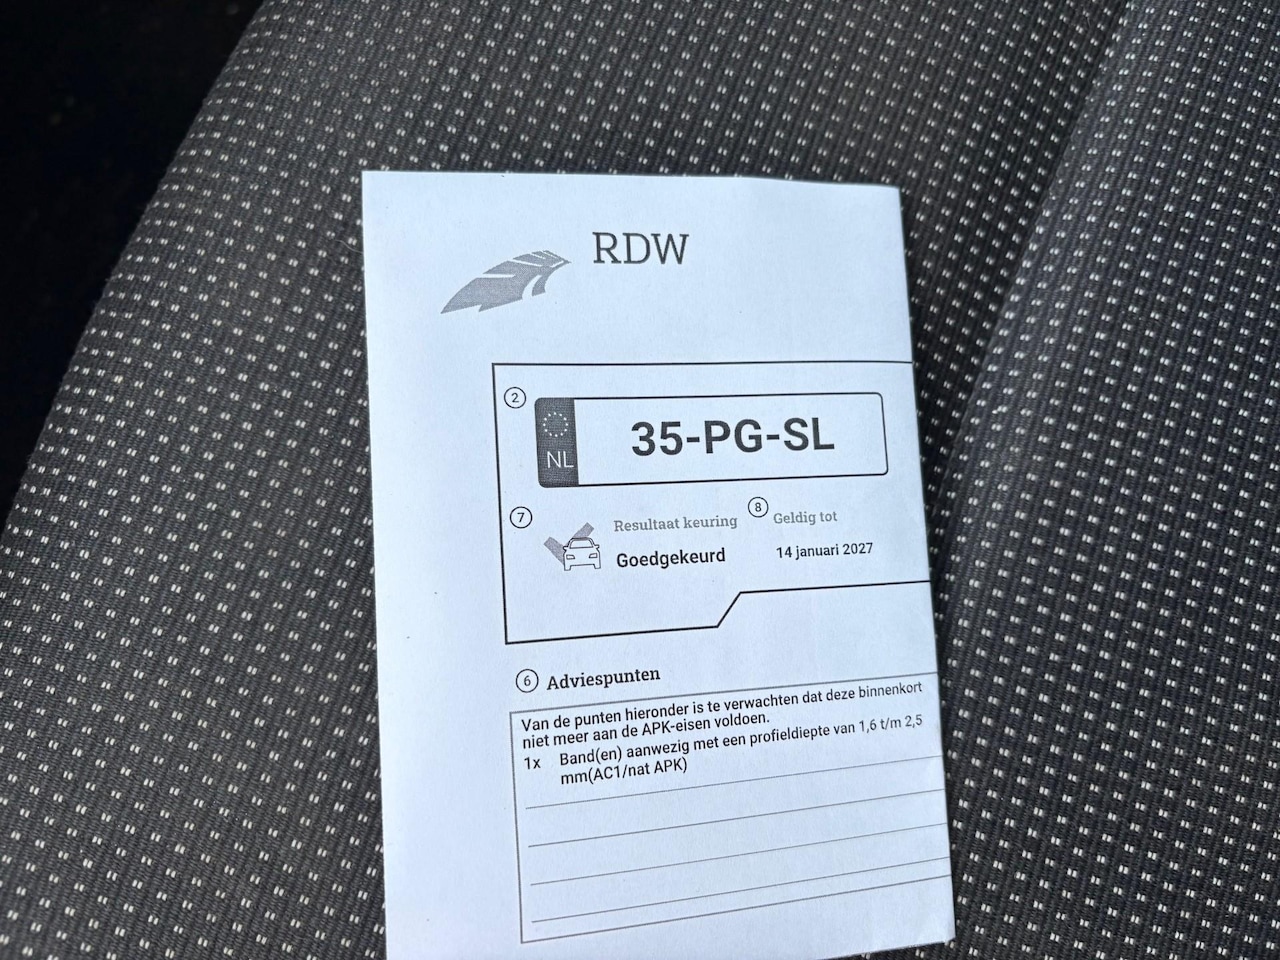 RDW
2
NL
35-PG-SL
7 Resultaat keuring 8 Geldig tot
Goedgekeurd 14 januari 2027
6 Adviespunten
Van de punten hieronder is te verwachten dat deze binnenkort
niet meer aan de APK-eisen voldoen.
1x Band(en) aanwezig met een profieldiepte van 1,6 t/m 2,5
mm(AC1/nat APK)